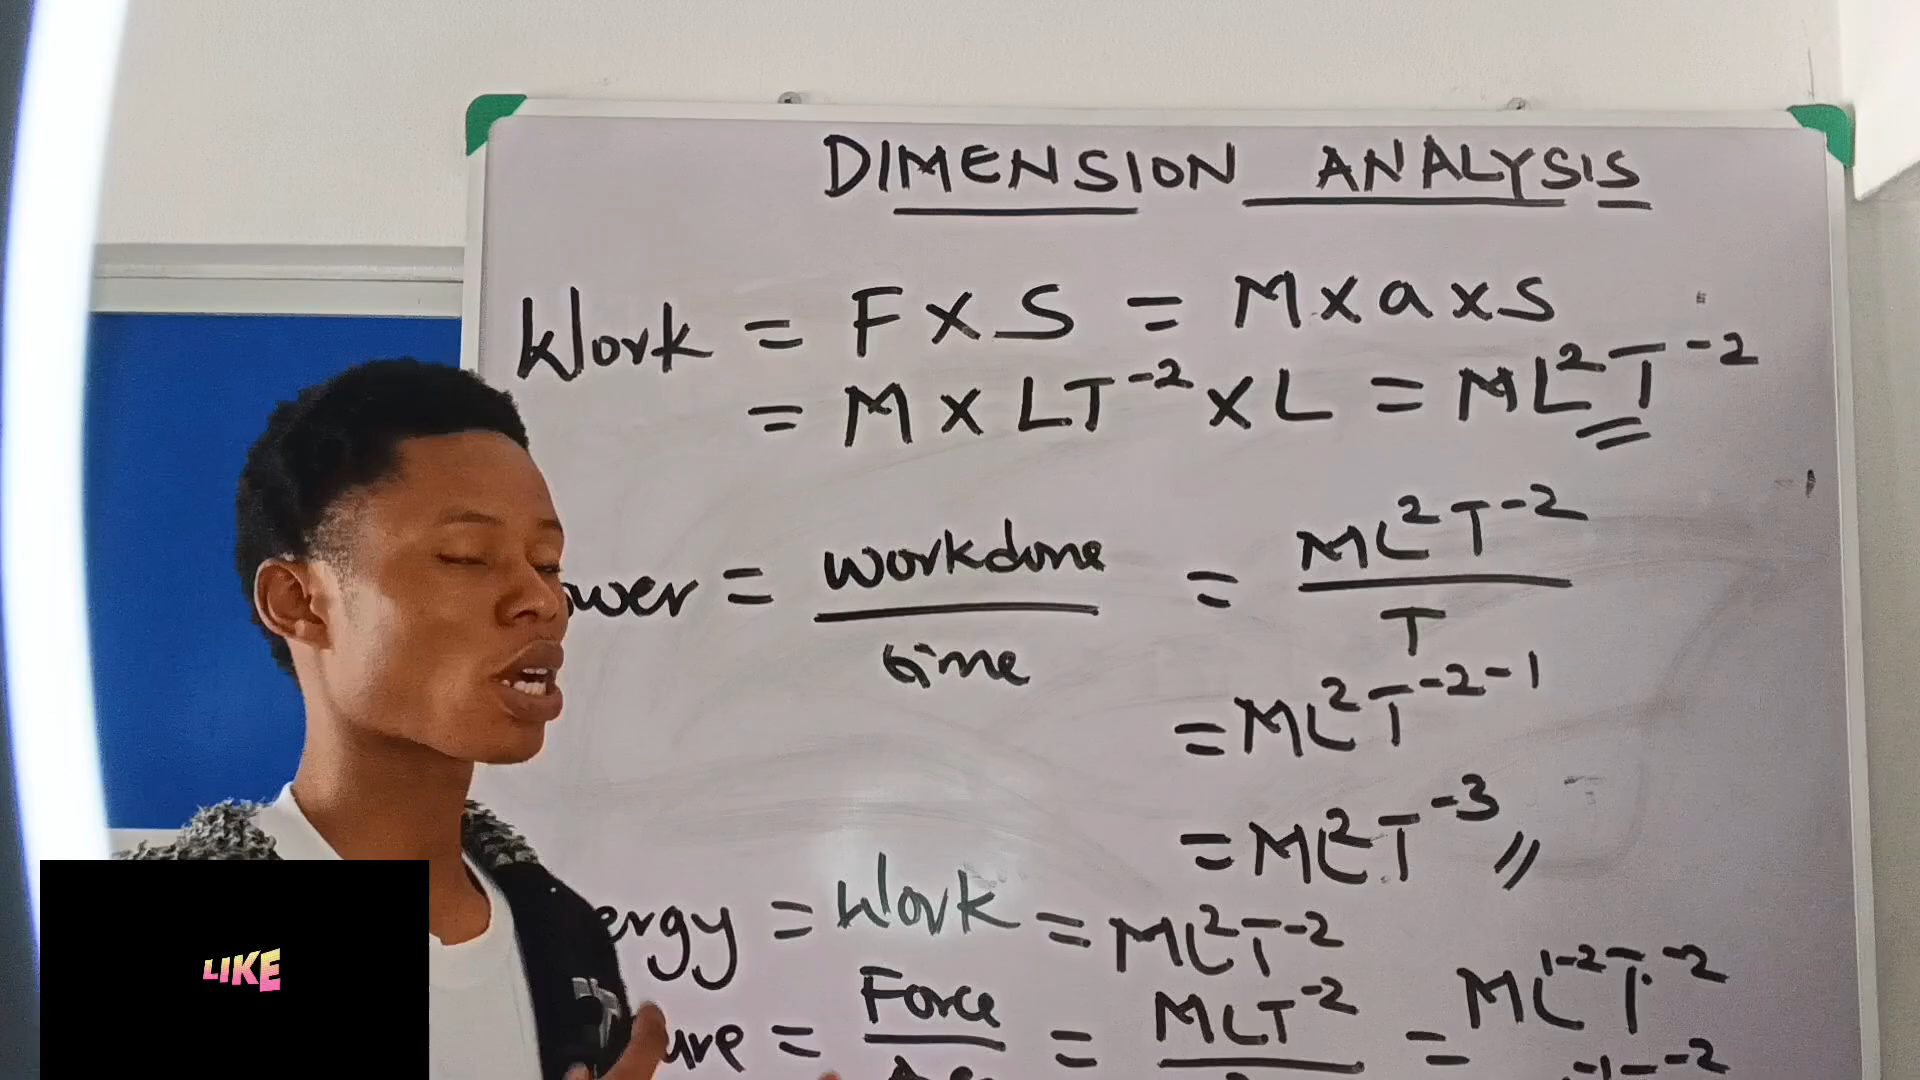 DIMENSION ANALYSIS
Work = F x S = M x a x S
= M x LT⁻² x L = ML²T⁻²
ower = workdone / time = ML²T⁻² / T
= ML²T⁻²⁻¹
= ML²T⁻³ //
ergy = Work = ML²T⁻²
ure = Force = MLT⁻² = ML¹⁻²T⁻²
LIKE